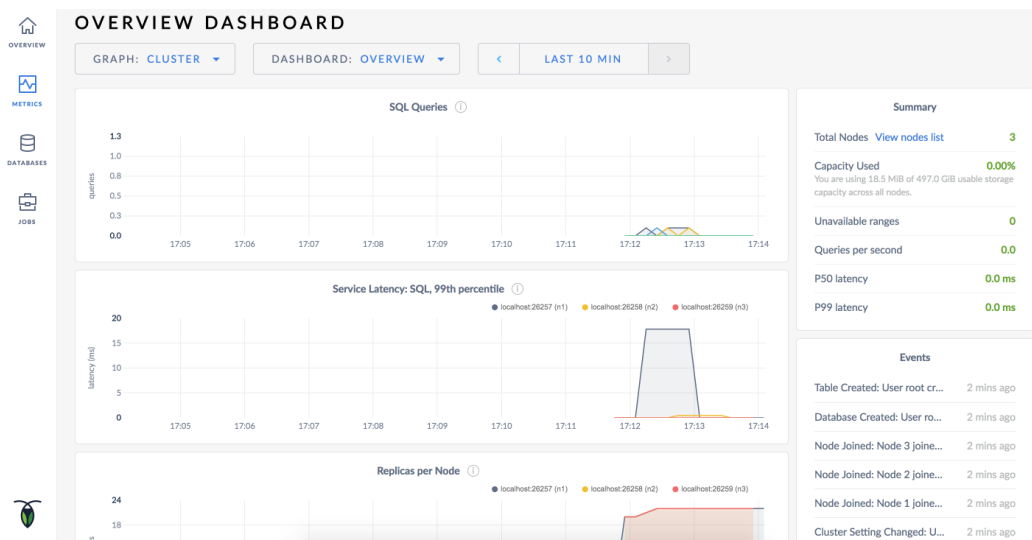 OVERVIEW DASHBOARD
OVERVIEW
METRICS
DATABASES
JOBS
GRAPH: CLUSTER
DASHBOARD: OVERVIEW
LAST 10 MIN
SQL Queries
queries
1.3
1.0
0.8
0.5
0.3
0.0
17:05 17:06 17:07 17:08 17:09 17:10 17:11 17:12 17:13 17:14
Service Latency: SQL, 99th percentile
localhost:26257 (n1) localhost:26258 (n2) localhost:26259 (n3)
latency (ms)
20
15
10
5
0
17:05 17:06 17:07 17:08 17:09 17:10 17:11 17:12 17:13 17:14
Replicas per Node
localhost:26257 (n1) localhost:26258 (n2) localhost:26259 (n3)
24
18
Summary
Total Nodes View nodes list 3
Capacity Used 0.00%
You are using 18.5 MiB of 497.0 GiB usable storage
capacity across all nodes.
Unavailable ranges 0
Queries per second 0.0
P50 latency 0.0 ms
P99 latency 0.0 ms
Events
Table Created: User root cr... 2 mins ago
Database Created: User ro... 2 mins ago
Node Joined: Node 3 joine... 2 mins ago
Node Joined: Node 2 joine... 2 mins ago
Node Joined: Node 1 joine... 2 mins ago
Cluster Setting Changed: U... 2 mins ago